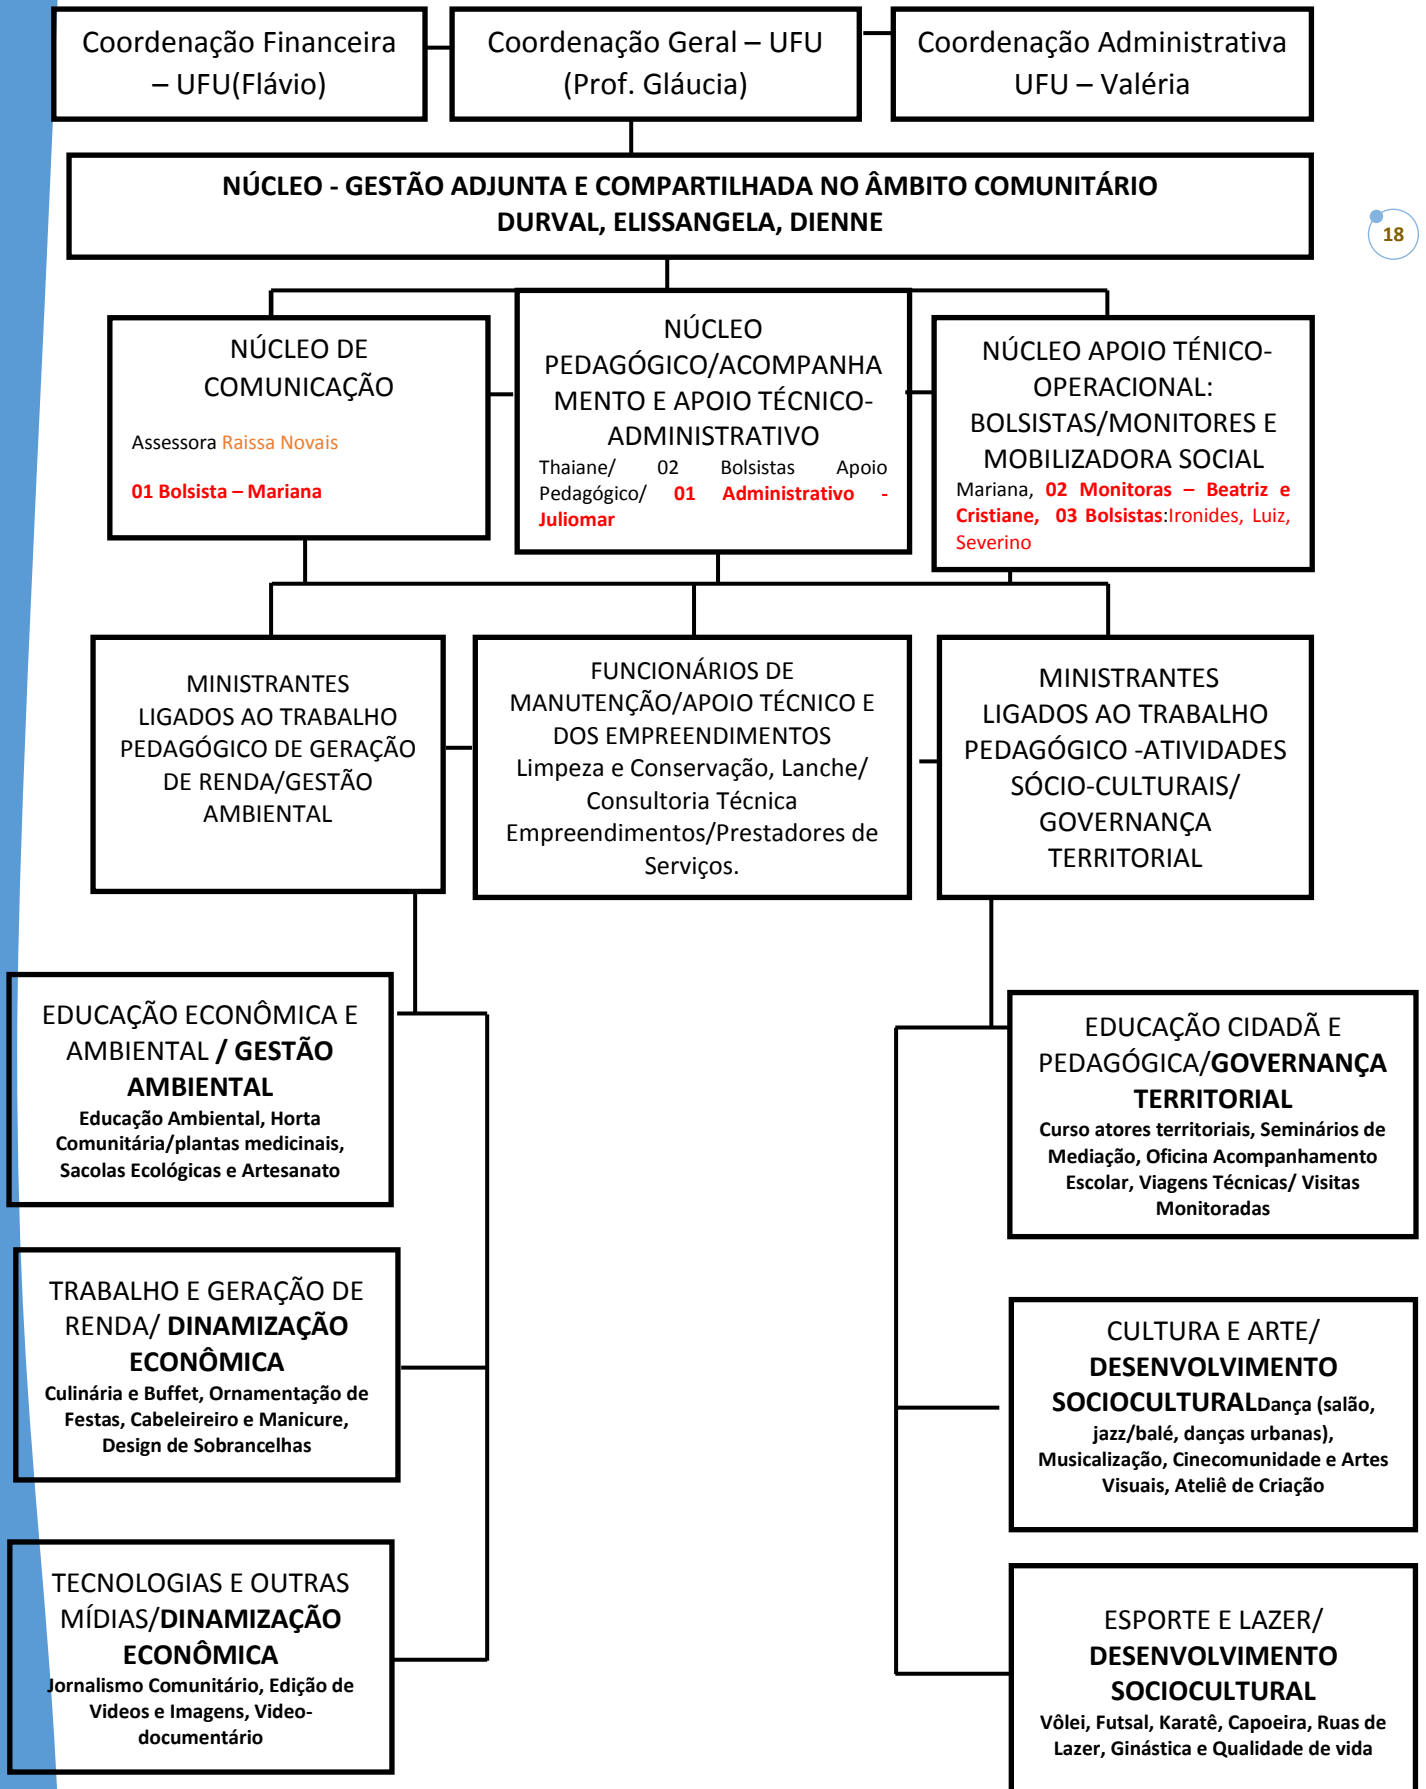 Coordenação Financeira
– UFU(Flávio)
Coordenação Geral – UFU
(Prof. Gláucia)
Coordenação Administrativa
UFU – Valéria
NÚCLEO - GESTÃO ADJUNTA E COMPARTILHADA NO ÂMBITO COMUNITÁRIO
DURVAL, ELISSANGELA, DIENNE
18
NÚCLEO DE
COMUNICAÇÃO
Assessora Raissa Novais
01 Bolsista – Mariana
NÚCLEO
PEDAGÓGICO/ACOMPANHA
MENTO E APOIO TÉCNICO-
ADMINISTRATIVO
Thaiane/ 02 Bolsistas Apoio
Pedagógico/ 01 Administrativo -
Juliomar
NÚCLEO APOIO TÉNICO-
OPERACIONAL:
BOLSISTAS/MONITORES E
MOBILIZADORA SOCIAL
Mariana, 02 Monitoras – Beatriz e
Cristiane, 03 Bolsistas:Ironides, Luiz,
Severino
MINISTRANTES
LIGADOS AO TRABALHO
PEDAGÓGICO DE GERAÇÃO
DE RENDA/GESTÃO
AMBIENTAL
FUNCIONÁRIOS DE
MANUTENÇÃO/APOIO TÉCNICO E
DOS EMPREENDIMENTOS
Limpeza e Conservação, Lanche/
Consultoria Técnica
Empreendimentos/Prestadores de
Serviços.
MINISTRANTES
LIGADOS AO TRABALHO
PEDAGÓGICO -ATIVIDADES
SÓCIO-CULTURAIS/
GOVERNANÇA
TERRITORIAL
EDUCAÇÃO ECONÔMICA E
AMBIENTAL / GESTÃO
AMBIENTAL
Educação Ambiental, Horta
Comunitária/plantas medicinais,
Sacolas Ecológicas e Artesanato
EDUCAÇÃO CIDADÃ E
PEDAGÓGICA/GOVERNANÇA
TERRITORIAL
Curso atores territoriais, Seminários de
Mediação, Oficina Acompanhamento
Escolar, Viagens Técnicas/ Visitas
Monitoradas
TRABALHO E GERAÇÃO DE
RENDA/ DINAMIZAÇÃO
ECONÔMICA
Culinária e Buffet, Ornamentação de
Festas, Cabeleireiro e Manicure,
Design de Sobrancelhas
CULTURA E ARTE/
DESENVOLVIMENTO
SOCIOCULTURALDança (salão,
jazz/balé, danças urbanas),
Musicalização, Cinecomunidade e Artes
Visuais, Ateliê de Criação
TECNOLOGIAS E OUTRAS
MÍDIAS/DINAMIZAÇÃO
ECONÔMICA
Jornalismo Comunitário, Edição de
Videos e Imagens, Video-
documentário
ESPORTE E LAZER/
DESENVOLVIMENTO
SOCIOCULTURAL
Vôlei, Futsal, Karatê, Capoeira, Ruas de
Lazer, Ginástica e Qualidade de vida